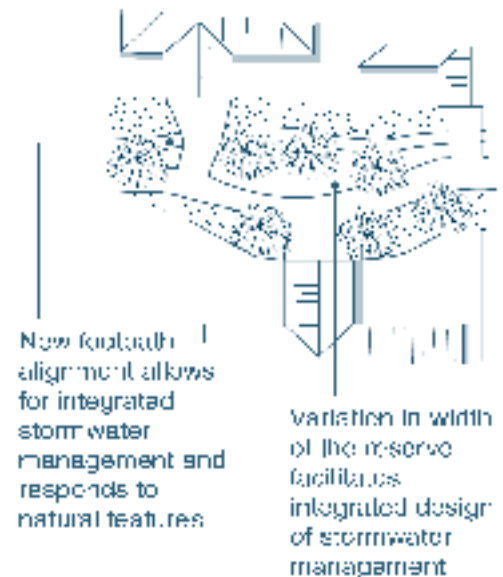 New footpath
alignment allows
for integrated
stormwater
management and
responds to
natural features
Variation in width
of the reserve
facilitates
integrated design
of stormwater
management